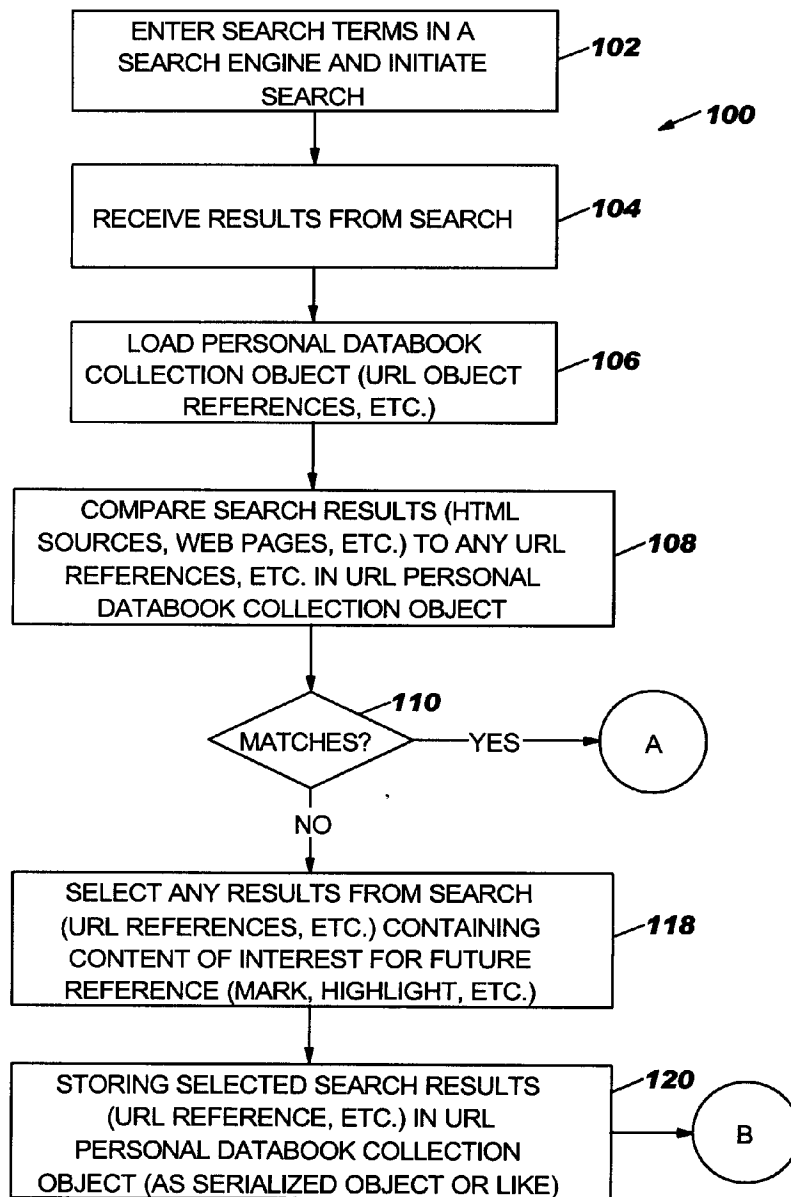 ENTER SEARCH TERMS IN A
SEARCH ENGINE AND INITIATE
SEARCH
102
100
RECEIVE RESULTS FROM SEARCH
104
LOAD PERSONAL DATABOOK
COLLECTION OBJECT (URL OBJECT
REFERENCES, ETC.)
106
COMPARE SEARCH RESULTS (HTML
SOURCES, WEB PAGES, ETC.) TO ANY URL
REFERENCES, ETC. IN URL PERSONAL
DATABOOK COLLECTION OBJECT
108
110
MATCHES?
YES
A
NO
SELECT ANY RESULTS FROM SEARCH
(URL REFERENCES, ETC.) CONTAINING
CONTENT OF INTEREST FOR FUTURE
REFERENCE (MARK, HIGHLIGHT, ETC.)
118
STORING SELECTED SEARCH RESULTS
(URL REFERENCE, ETC.) IN URL
PERSONAL DATABOOK COLLECTION
OBJECT (AS SERIALIZED OBJECT OR LIKE)
120
B